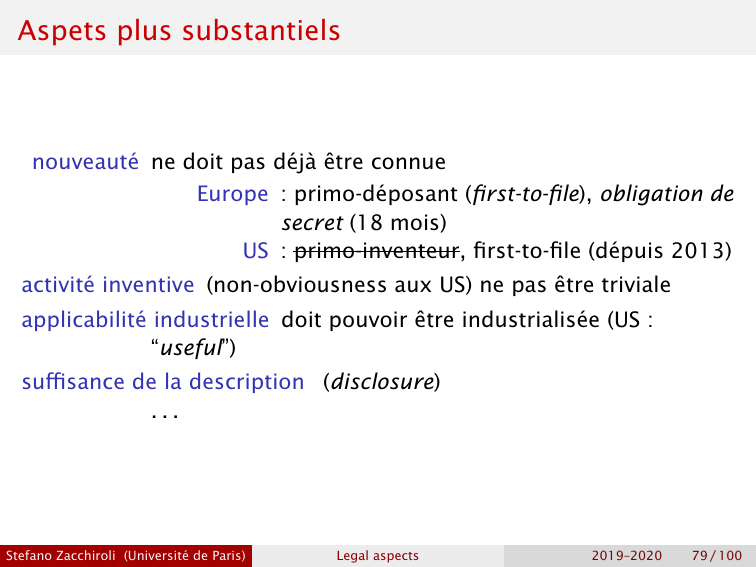 Aspets plus substantiels
nouveauté ne doit pas déjà être connue
Europe : primo-déposant (first-to-file), obligation de
secret (18 mois)
US : primo-inventeur, first-to-file (dépuis 2013)
activité inventive (non-obviousness aux US) ne pas être triviale
applicabilité industrielle doit pouvoir être industrialisée (US :
“useful”)
suffisance de la description (disclosure)
...
Stefano Zacchiroli (Université de Paris) Legal aspects 2019–2020 79/100